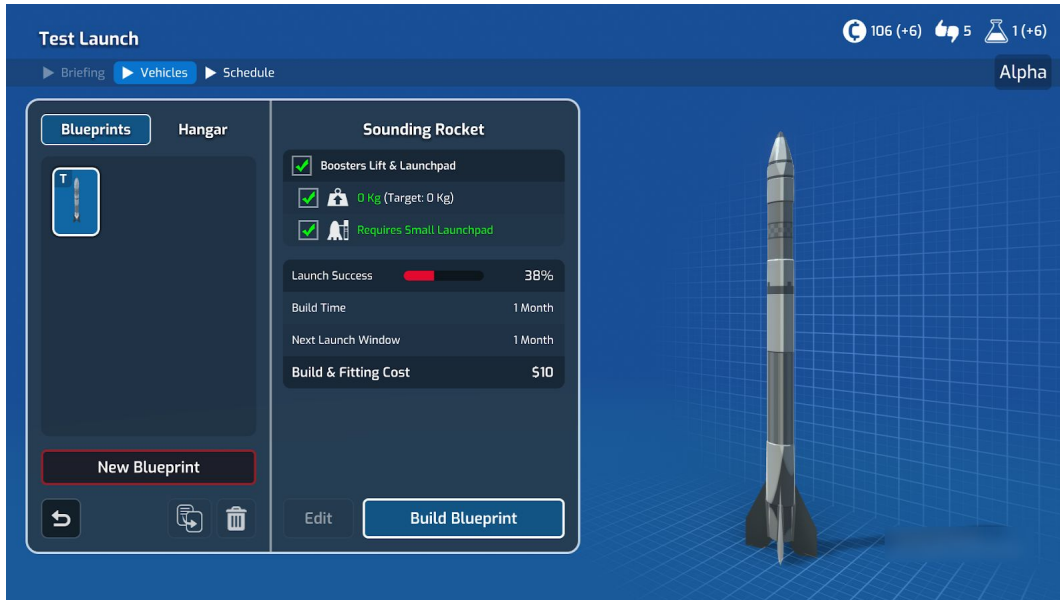 Test Launch
106 (+6) 5 1 (+6)
Briefing Vehicles Schedule
Alpha
Blueprints Hangar
T
Sounding Rocket
Boosters Lift & Launchpad
0 Kg (Target: 0 Kg)
Requires Small Launchpad
Launch Success 38%
Build Time 1 Month
Next Launch Window 1 Month
Build & Fitting Cost $10
New Blueprint
Edit Build Blueprint